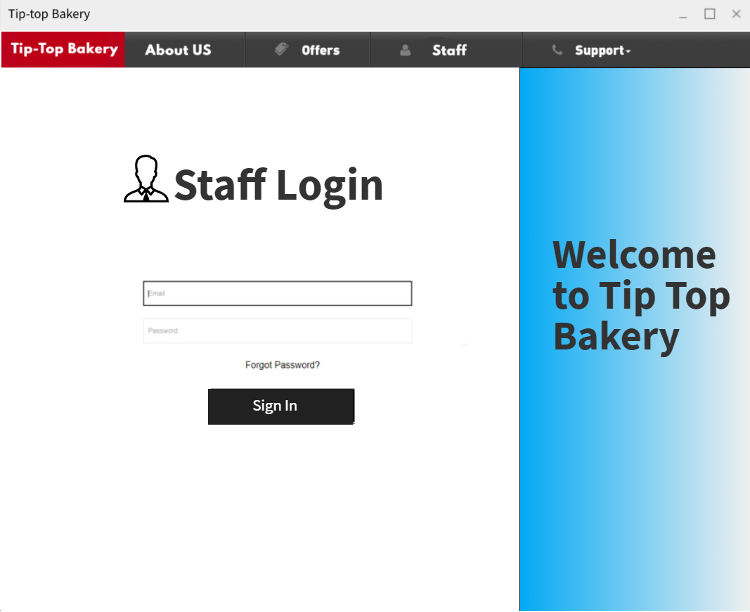 Tip-top Bakery
Tip-Top Bakery About US Offers Staff Support
Staff Login
Email
Password
Forgot Password?
Sign In
Welcome
to Tip Top
Bakery